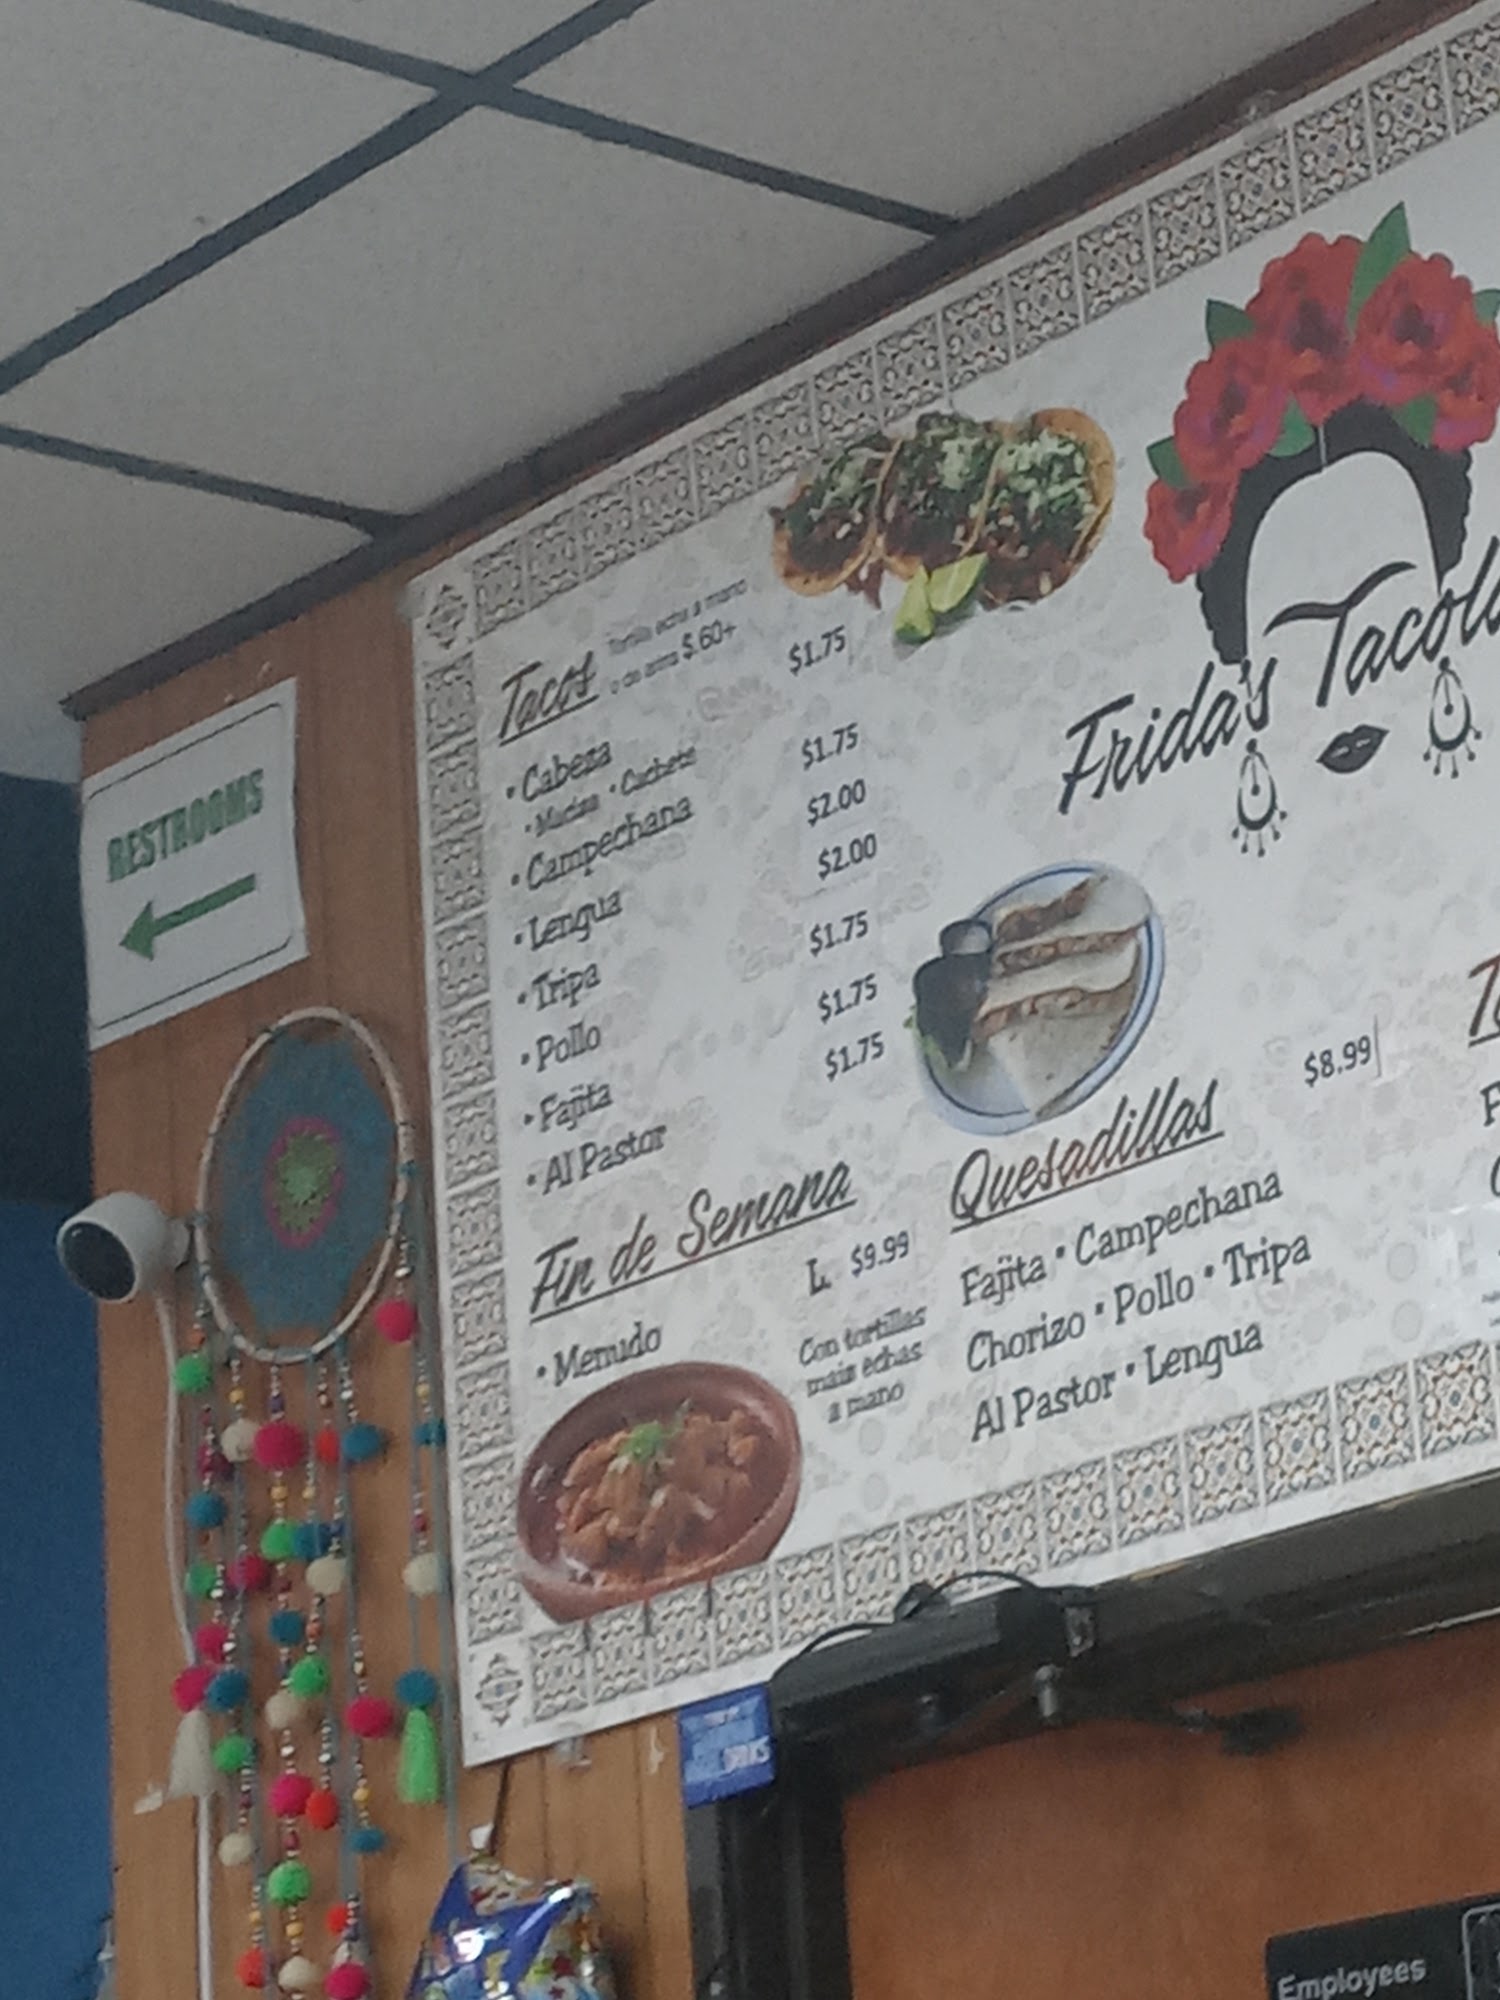 RESTROOMS
Tacos
Tortilla echa a mano
o de arina $.60+
• Cabeza $1.75
• Maciza • Cachete
• Campechana $1.75
• Lengua $2.00
• Tripa $2.00
• Pollo $1.75
• Fajita $1.75
• Al Pastor $1.75
Fin de Semana
• Menudo L. $9.99
Con tortillas
maiz echas
a mano
Frida's Tacola
Quesadillas $8.99
Fajita • Campechana
Chorizo • Pollo • Tripa
Al Pastor • Lengua
Employees